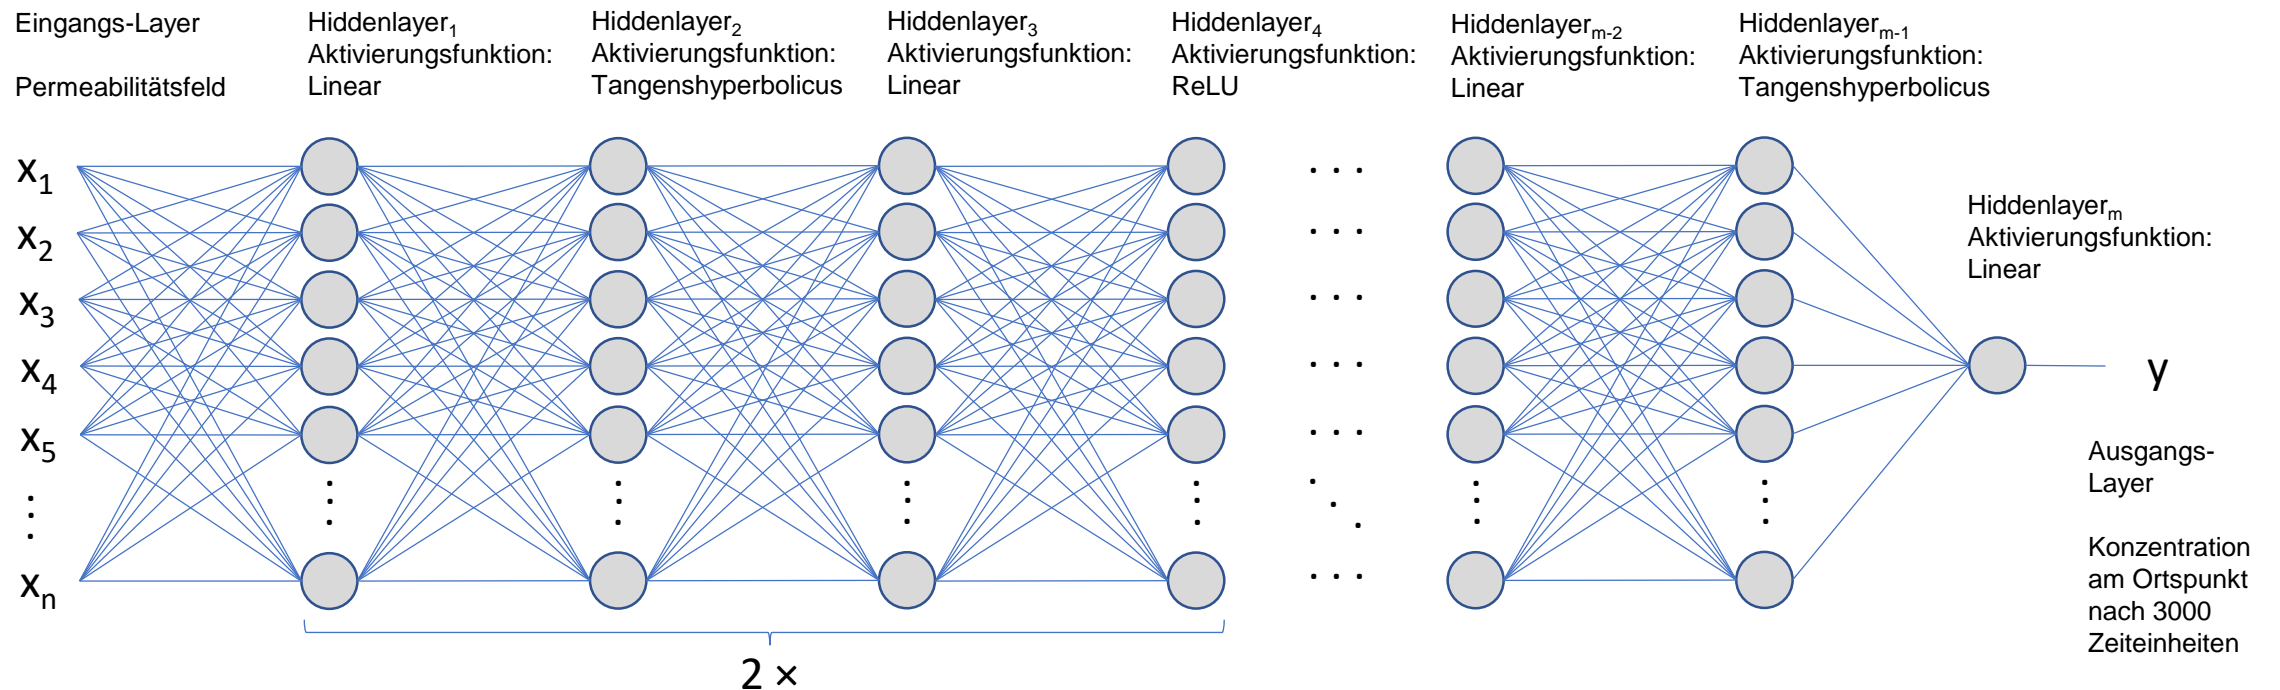 Eingangs-Layer
Permeabilitätsfeld
Hiddenlayer₁
Aktivierungsfunktion:
Linear
Hiddenlayer₂
Aktivierungsfunktion:
Tangenshyperbolicus
Hiddenlayer₃
Aktivierungsfunktion:
Linear
Hiddenlayer₄
Aktivierungsfunktion:
ReLU
Hiddenlayerₘ₋₂
Aktivierungsfunktion:
Linear
Hiddenlayerₘ₋₁
Aktivierungsfunktion:
Tangenshyperbolicus
x₁
x₂
x₃
x₄
x₅
xₙ
2 ×
Hiddenlayerₘ
Aktivierungsfunktion:
Linear
y
Ausgangs-
Layer
Konzentration
am Ortspunkt
nach 3000
Zeiteinheiten